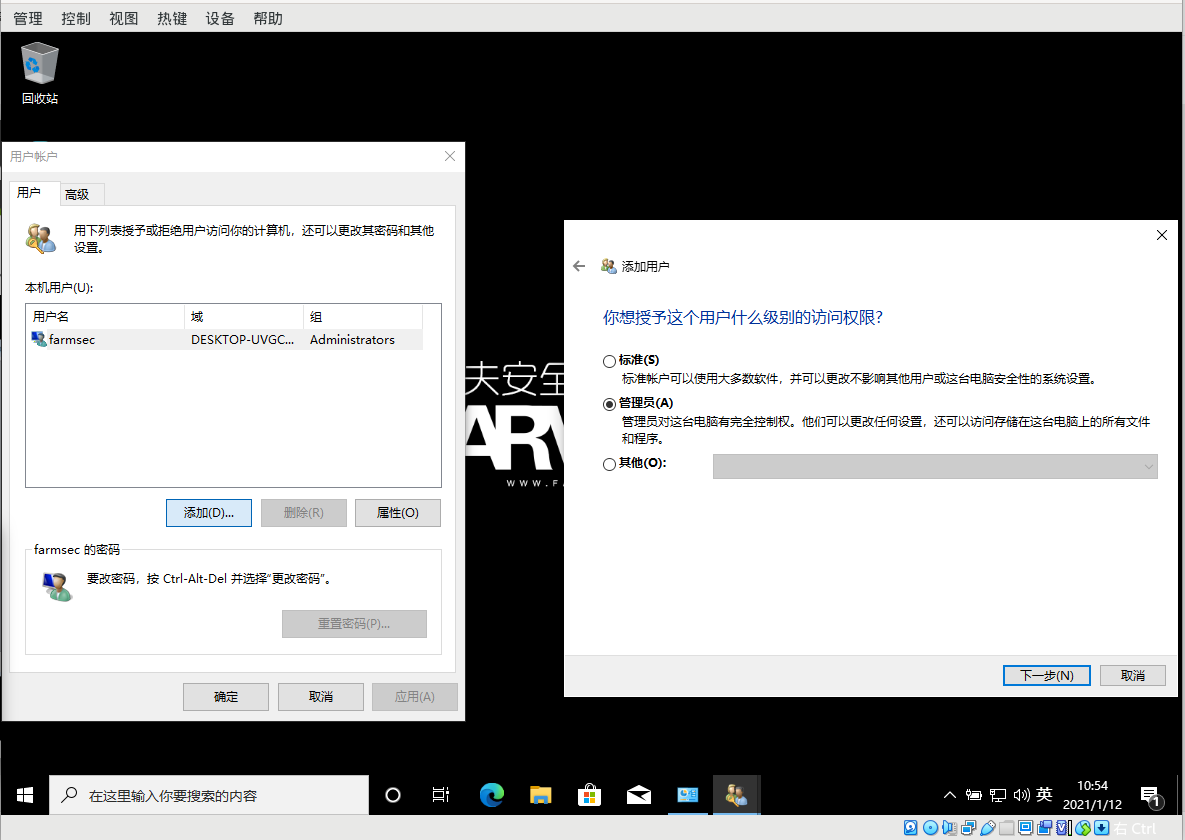 管理 控制 视图 热键 设备 帮助
回收站
用户帐户
用户 高级
用下列表授予或拒绝用户访问你的计算机，还可以更改其密码和其他
设置。
本机用户(U):
用户名 域 组
farmsec DESKTOP-UVGC... Administrators
添加(D)... 删除(R) 属性(O)
farmsec 的密码
要改密码，按 Ctrl-Alt-Del 并选择“更改密码”。
重置密码(P)...
确定 取消 应用(A)
夫安全
WWW.F
添加用户
你想授予这个用户什么级别的访问权限?
标准(S)
标准帐户可以使用大多数软件，并可以更改不影响其他用户或这台电脑安全性的系统设置。
管理员(A)
管理员对这台电脑有完全控制权。他们可以更改任何设置，还可以访问存储在这台电脑上的所有文件
和程序。
其他(O):
下一步(N) 取消
在这里输入你要搜索的内容
英
10:54
2021/1/12
1
右 Ctrl